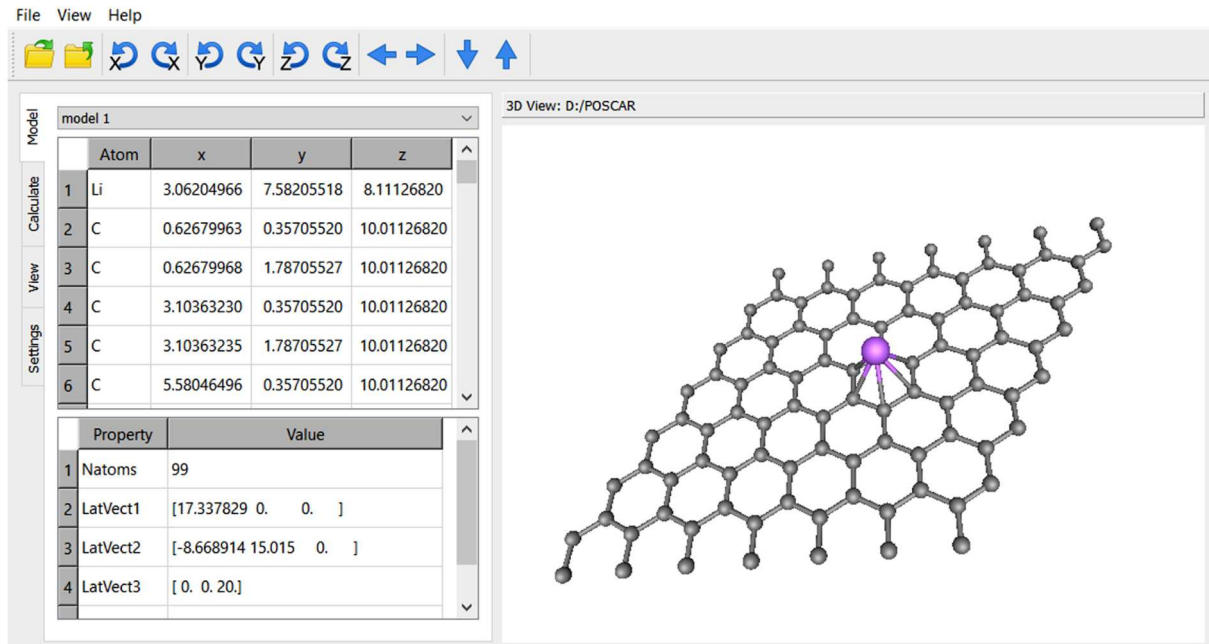 File View Help
X X Y Y Z Z
Model
Calculate
View
Settings
model 1
Atom x y z
1 Li 3.06204966 7.58205518 8.11126820
2 C 0.62679963 0.35705520 10.01126820
3 C 0.62679968 1.78705527 10.01126820
4 C 3.10363230 0.35705520 10.01126820
5 C 3.10363235 1.78705527 10.01126820
6 C 5.58046496 0.35705520 10.01126820
Property Value
1 Natoms 99
2 LatVect1 [17.337829 0. 0. ]
3 LatVect2 [-8.668914 15.015 0. ]
4 LatVect3 [ 0. 0. 20.]
3D View: D:/POSCAR